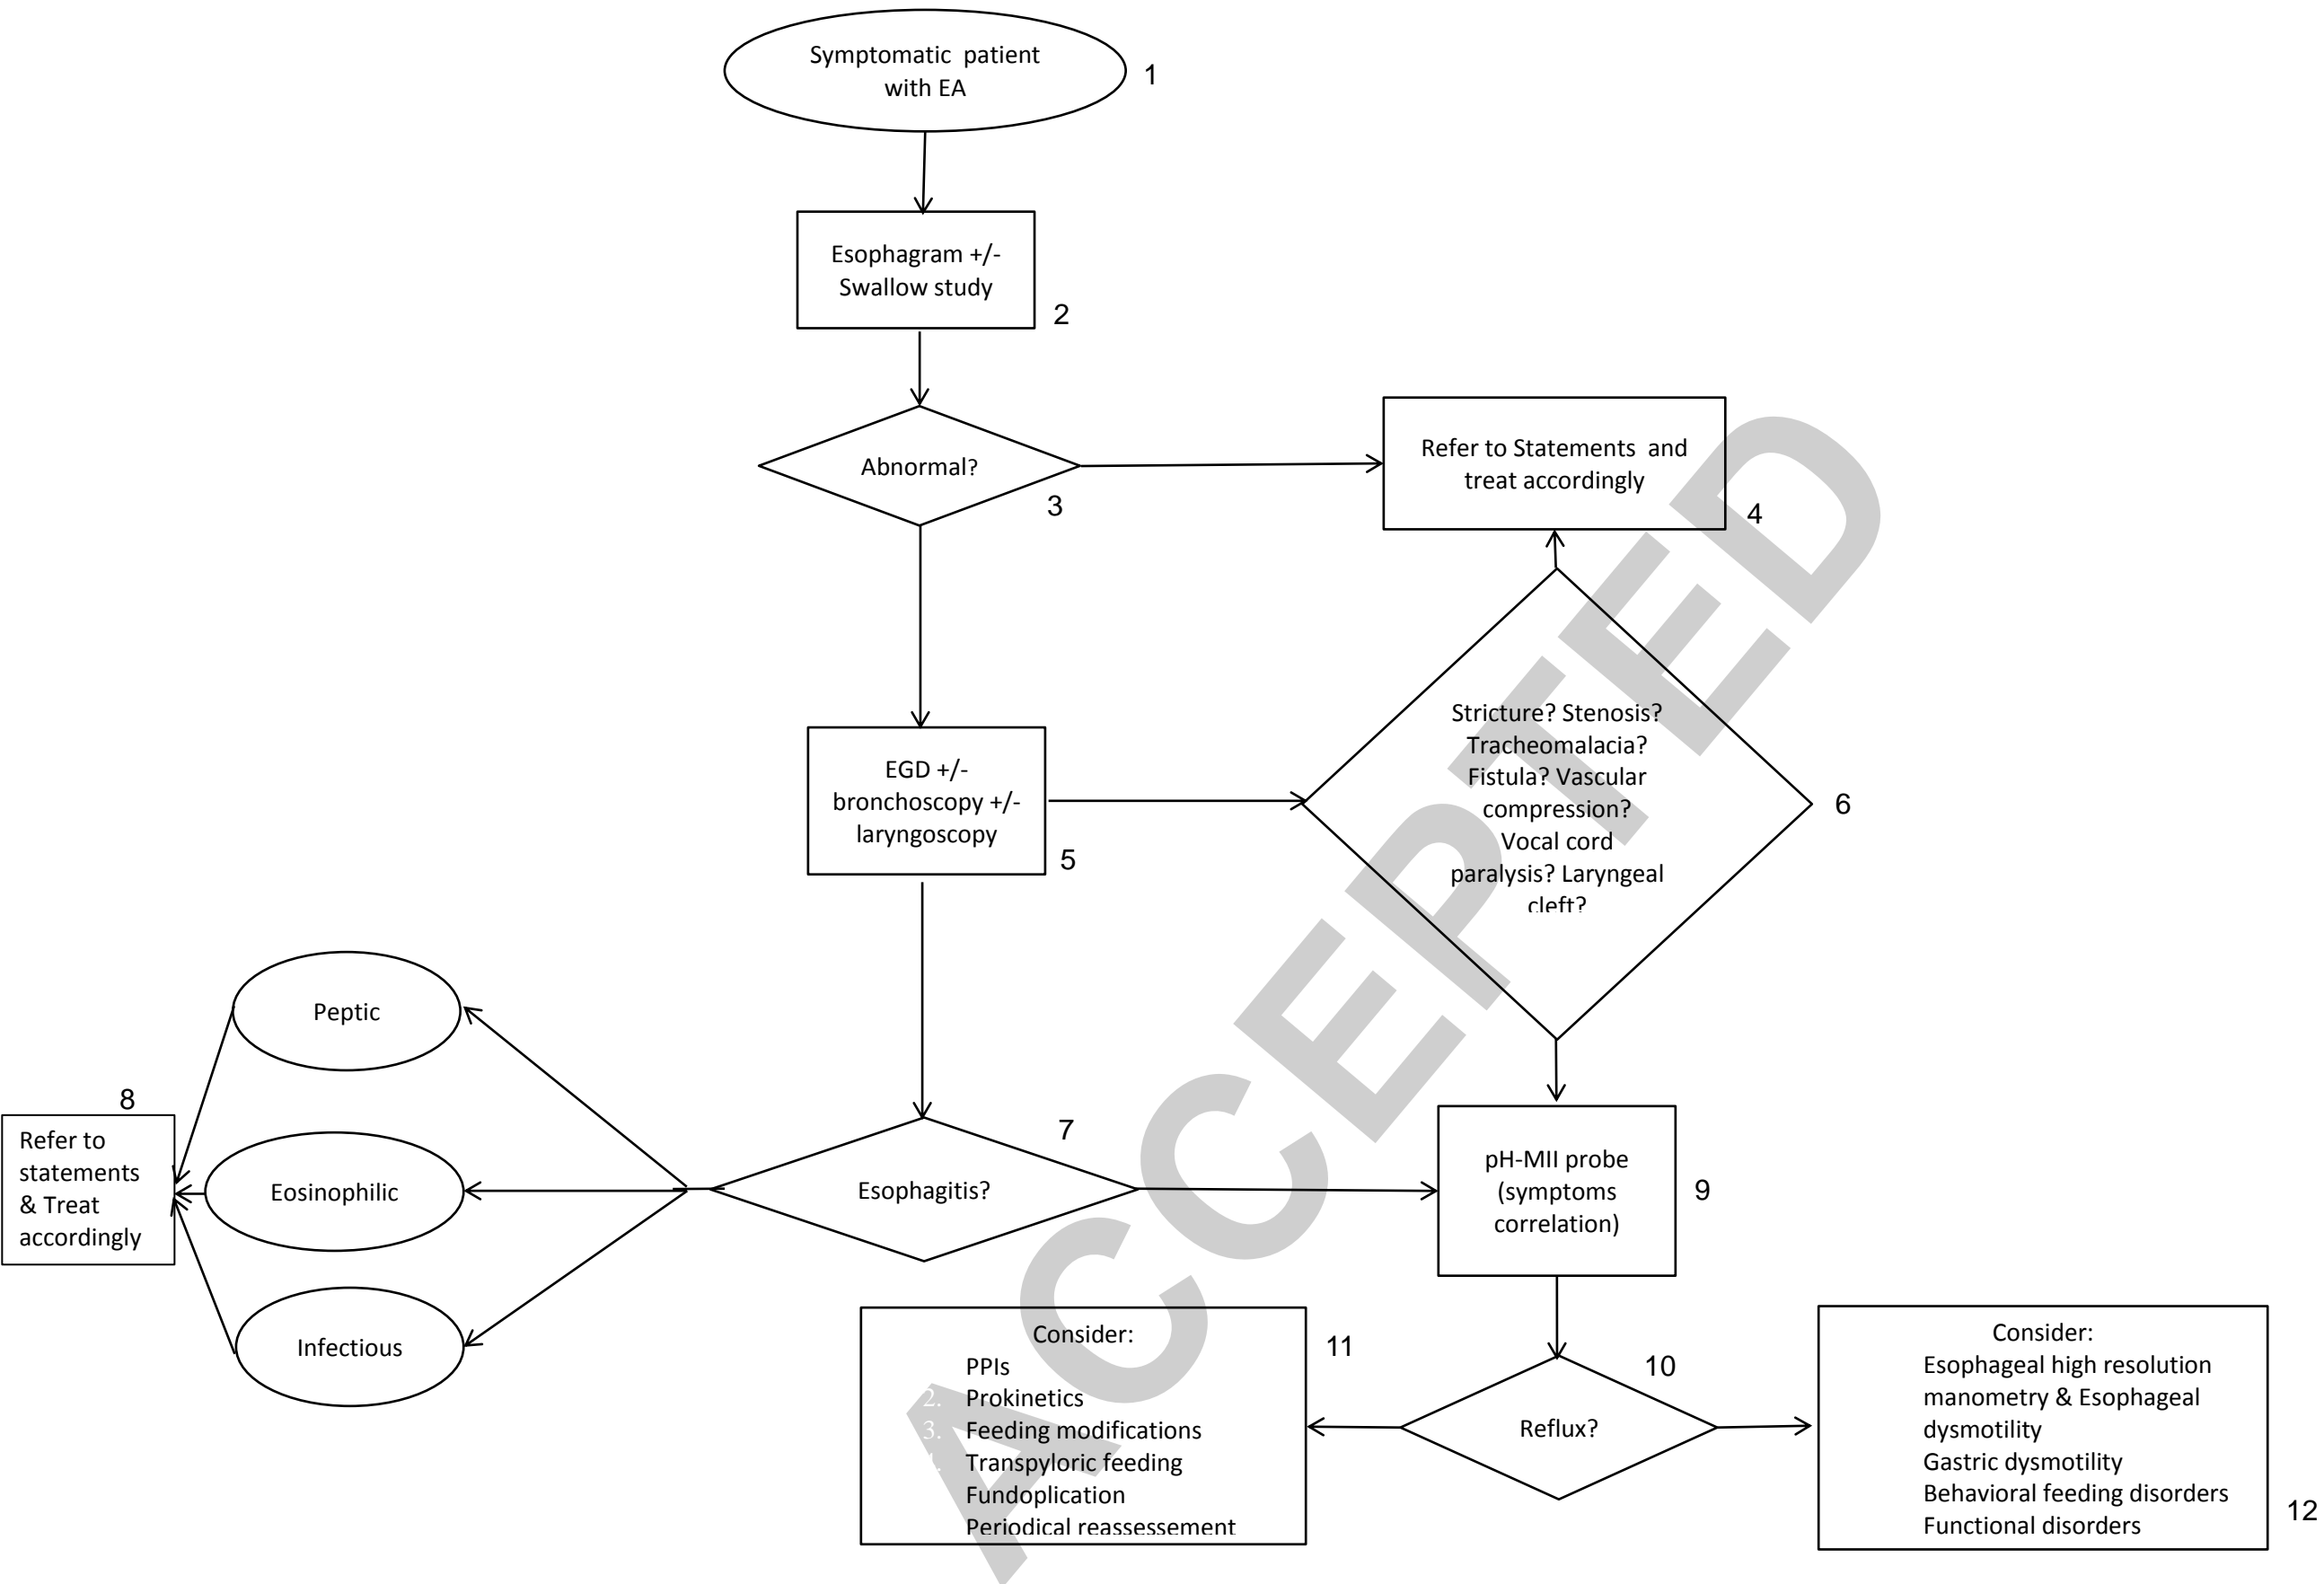 Symptomatic patient
with EA
1
Esophagram +/-
Swallow study
2
Abnormal?
3
Refer to Statements and
treat accordingly
4
EGD +/-
bronchoscopy +/-
laryngoscopy
5
Stricture? Stenosis?
Tracheomalacia?
Fistula? Vascular
compression?
Vocal cord
paralysis? Laryngeal
cleft?
6
Peptic
Eosinophilic
Infectious
8
Refer to
statements
& Treat
accordingly
7
Esophagitis?
pH-MII probe
(symptoms
correlation)
9
Consider:
PPIs
2. Prokinetics
3. Feeding modifications
Transpyloric feeding
Fundoplication
Periodical reassessement
11
10
Reflux?
Consider:
Esophageal high resolution
manometry & Esophageal
dysmotility
Gastric dysmotility
Behavioral feeding disorders
Functional disorders
12
ACCEPTED